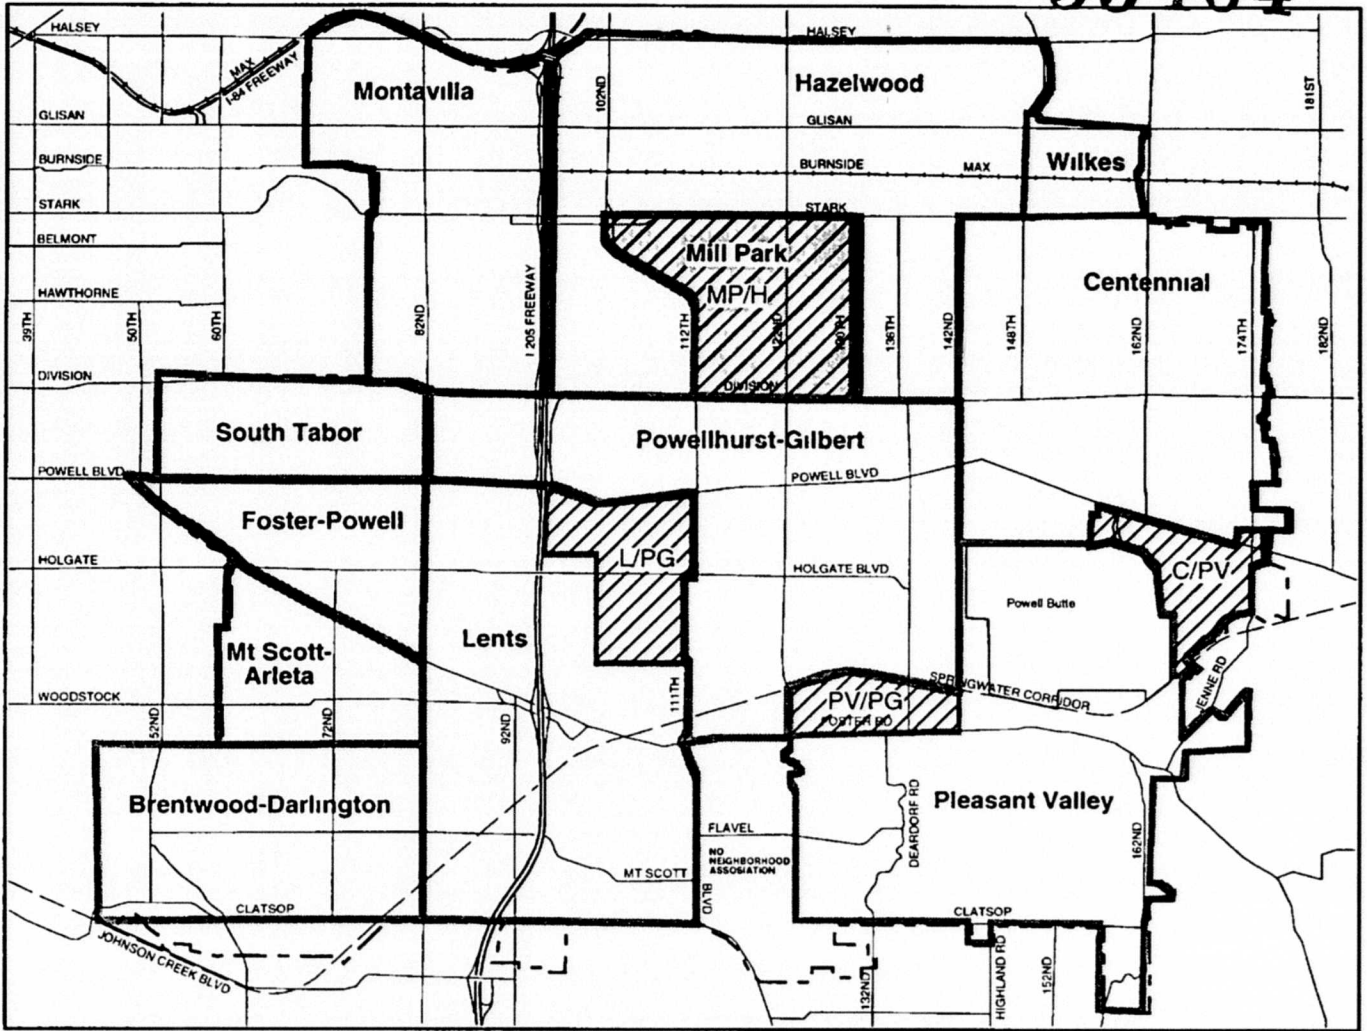 HALSEY
HALSEY
MAX
I-84 FREEWAY
Montavilla
Hazelwood
102ND
181ST
GLISAN
GLISAN
BURNSIDE
BURNSIDE
MAX
Wilkes
STARK
STARK
BELMONT
Mill Park
MP/H
Centennial
HAWTHORNE
39TH
50TH
60TH
82ND
I 205 FREEWAY
112TH
122ND
136TH
142ND
148TH
162ND
174TH
182ND
DIVISION
DIVISION
South Tabor
Powellhurst-Gilbert
POWELL BLVD
POWELL BLVD
Foster-Powell
L/PG
HOLGATE
HOLGATE BLVD
C/PV
Powell Butte
Lents
Mt Scott-
Arleta
WOODSTOCK
52ND
72ND
92ND
111TH
PV/PG
FOSTER RD
SPRINGWATER CORRIDOR
JENNE RD
Brentwood-Darlington
Pleasant Valley
DEARDORF RD
162ND
FLAVEL
NO
NEIGHBORHOOD
ASSOSIATION
MT SCOTT
BLVD
CLATSOP
CLATSOP
JOHNSON CREEK BLVD
132ND
HIGHLAND RD
152ND